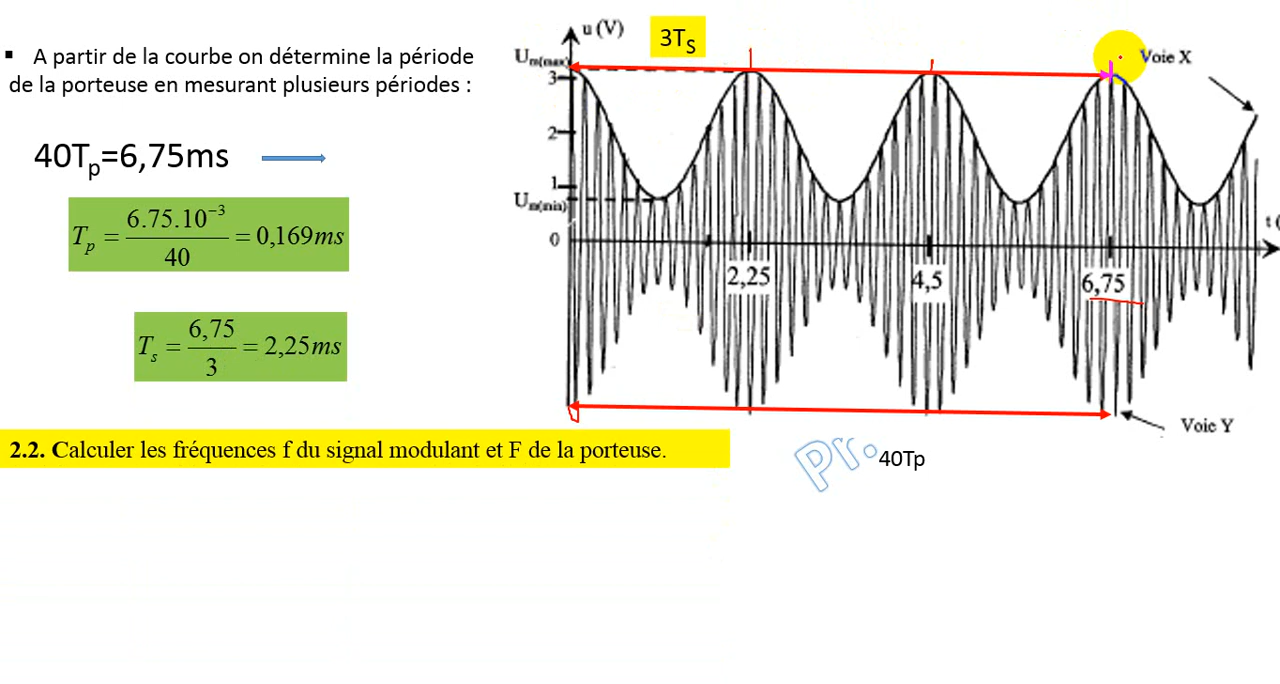 ▪ A partir de la courbe on détermine la période
de la porteuse en mesurant plusieurs périodes :
40Tp=6,75ms
Tp = 6.75.10⁻³ / 40 = 0,169ms
Ts = 6,75 / 3 = 2,25ms
u (V)
3TS
Um(max)
Voie X
3
2
1
Um(min)
0
t(
2,25
4,5
6,75
Voie Y
2.2. Calculer les fréquences f du signal modulant et F de la porteuse.
Pr.
40Tp